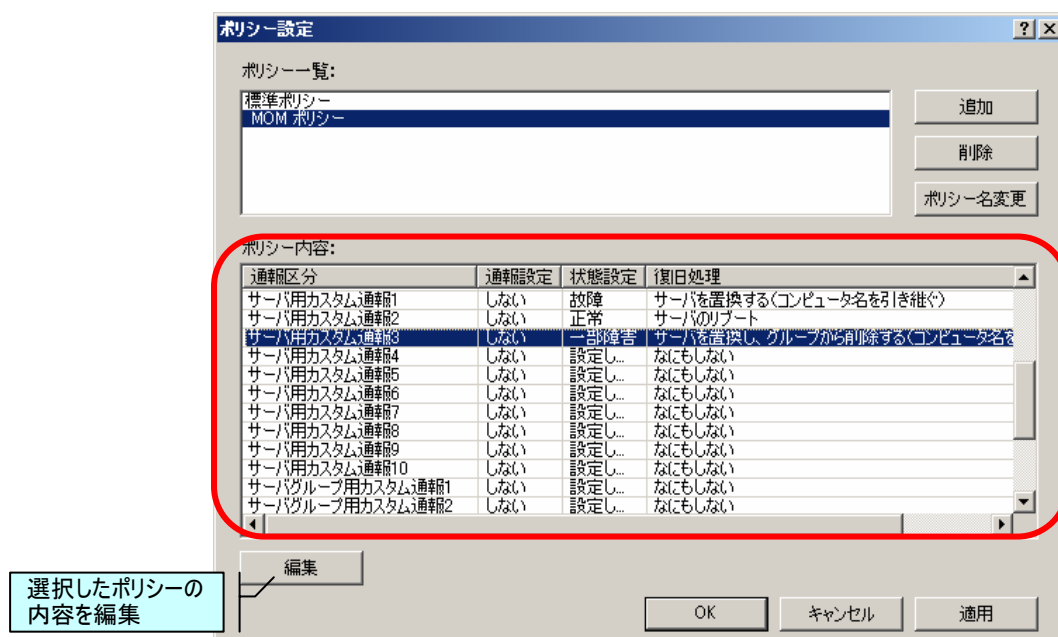 ポリシー設定
ポリシー一覧:
標準ポリシー
MOM ポリシー
追加
削除
ポリシー名変更
ポリシー内容:
通報区分 通報設定 状態設定 復旧処理
サーバ用カスタム通報1 しない 故障 サーバを置換する(コンピュータ名を引き継ぐ)
サーバ用カスタム通報2 しない 正常 サーバのリブート
サーバ用カスタム通報3 しない 一部障害 サーバを置換し、グループから削除する(コンピュータ名を
サーバ用カスタム通報4 しない 設定し... なにもしない
サーバ用カスタム通報5 しない 設定し... なにもしない
サーバ用カスタム通報6 しない 設定し... なにもしない
サーバ用カスタム通報7 しない 設定し... なにもしない
サーバ用カスタム通報8 しない 設定し... なにもしない
サーバ用カスタム通報9 しない 設定し... なにもしない
サーバ用カスタム通報10 しない 設定し... なにもしない
サーバグループ用カスタム通報1 しない 設定し... なにもしない
サーバグループ用カスタム通報2 しない 設定し... なにもしない
編集
選択したポリシーの
内容を編集
OK キャンセル 適用